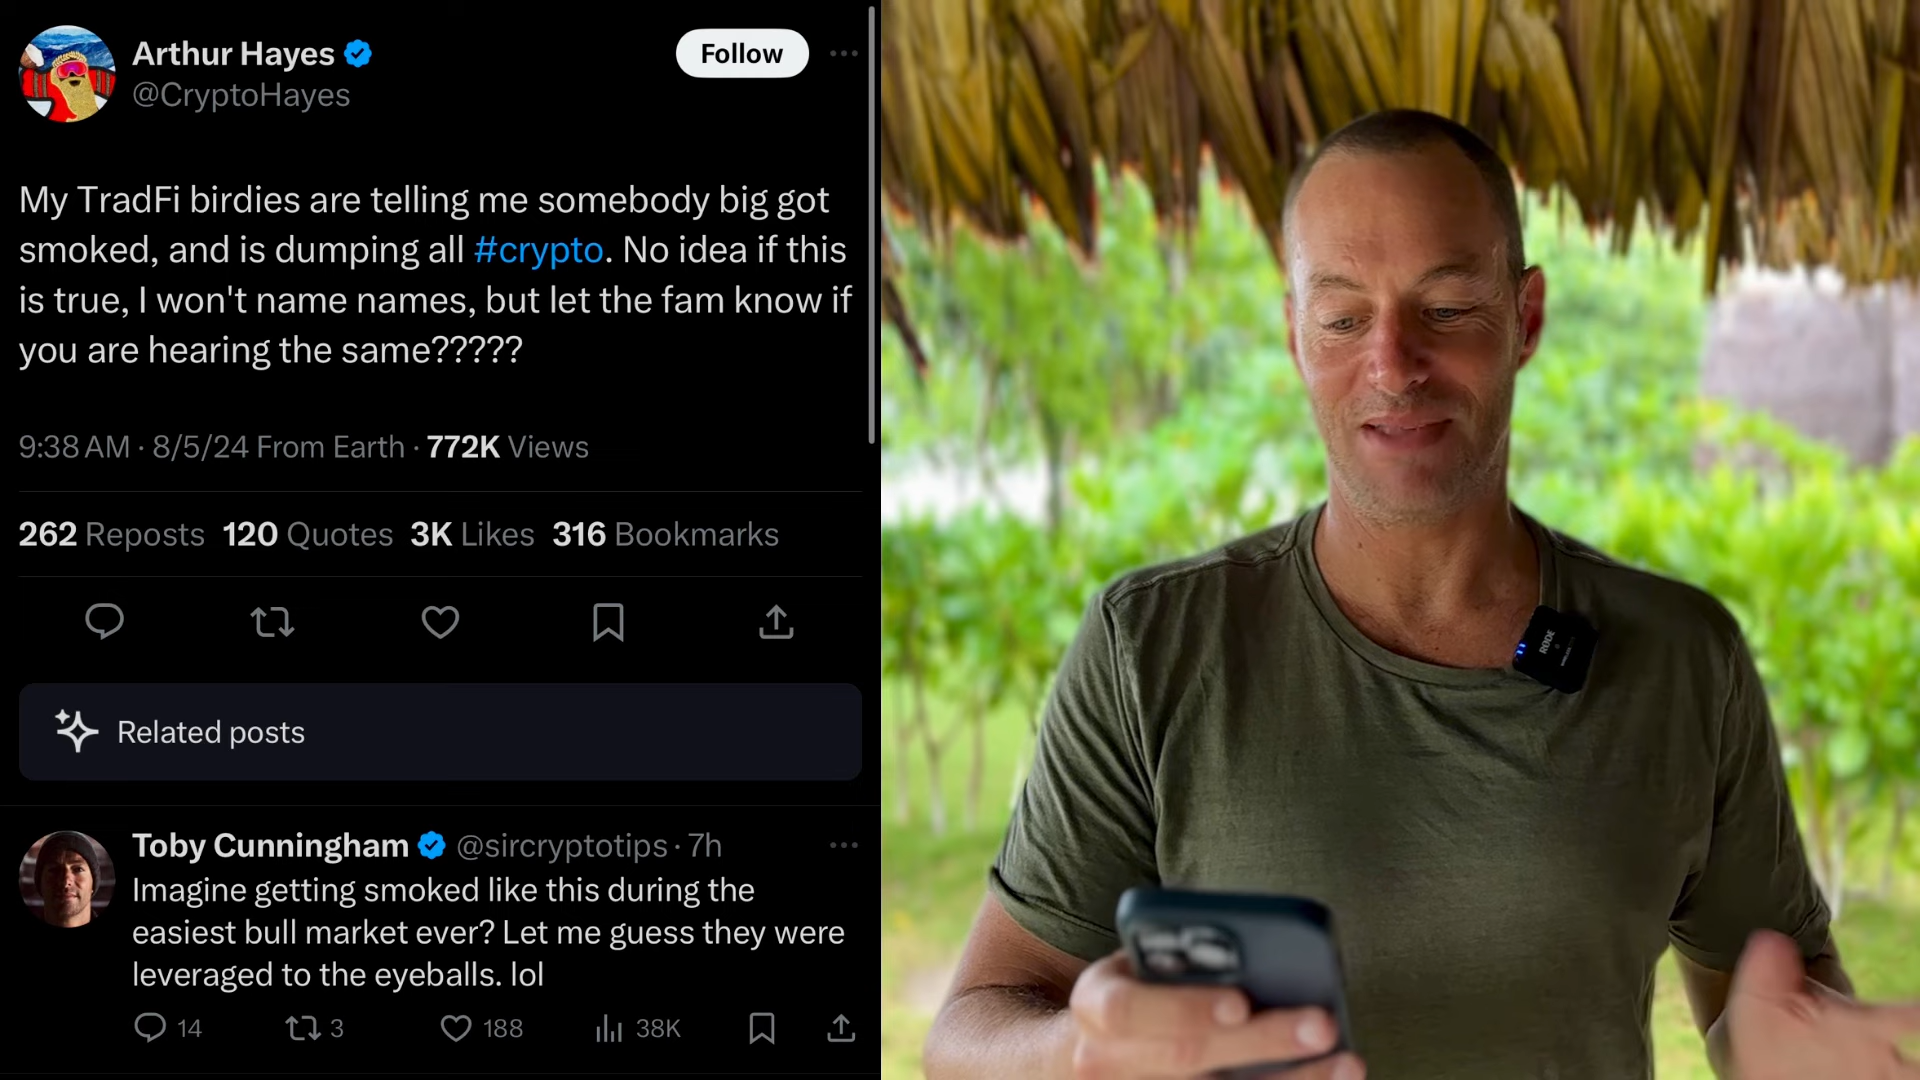 Arthur Hayes
@CryptoHayes
Follow
My TradFi birdies are telling me somebody big got
smoked, and is dumping all #crypto. No idea if this
is true, I won't name names, but let the fam know if
you are hearing the same?????
9:38 AM · 8/5/24 From Earth · 772K Views
262 Reposts 120 Quotes 3K Likes 316 Bookmarks
Related posts
Toby Cunningham @sircryptotips · 7h
Imagine getting smoked like this during the
easiest bull market ever? Let me guess they were
leveraged to the eyeballs. lol
14 3 188 38K
RØDE